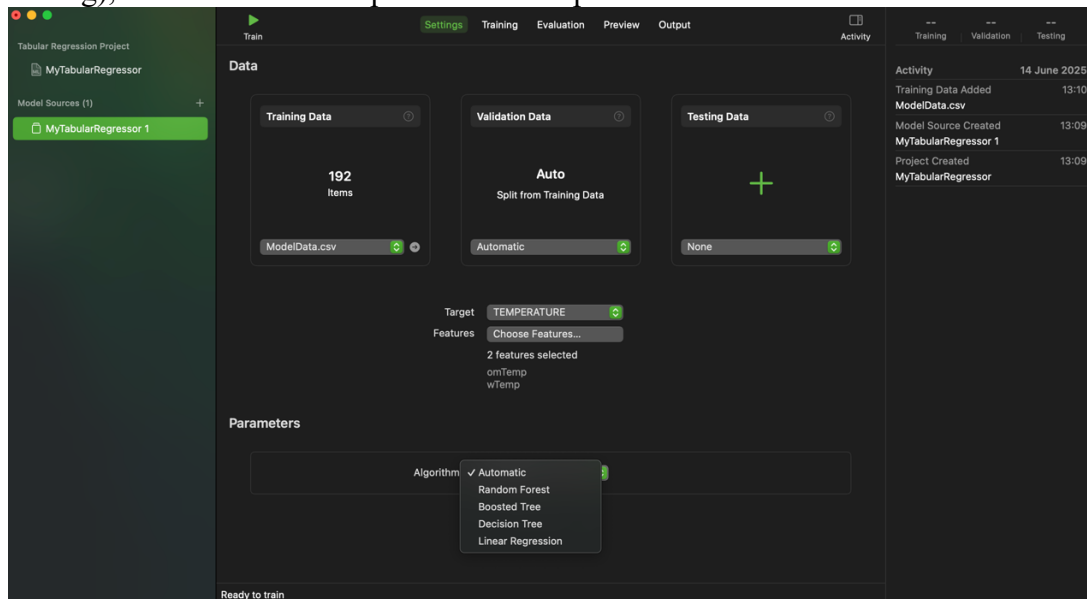 Train
Settings
Training
Evaluation
Preview
Output
Activity
--
--
--
Training
Validation
Testing
Tabular Regression Project
MyTabularRegressor
Model Sources (1)
+
MyTabularRegressor 1
Data
Training Data
?
192
Items
ModelData.csv
Validation Data
?
Auto
Split from Training Data
Automatic
Testing Data
?
None
Target
TEMPERATURE
Features
Choose Features...
2 features selected
omTemp
wTemp
Parameters
Algorithm
✓ Automatic
Random Forest
Boosted Tree
Decision Tree
Linear Regression
Ready to train
Activity
14 June 2025
Training Data Added
13:10
ModelData.csv
Model Source Created
13:09
MyTabularRegressor 1
Project Created
13:09
MyTabularRegressor